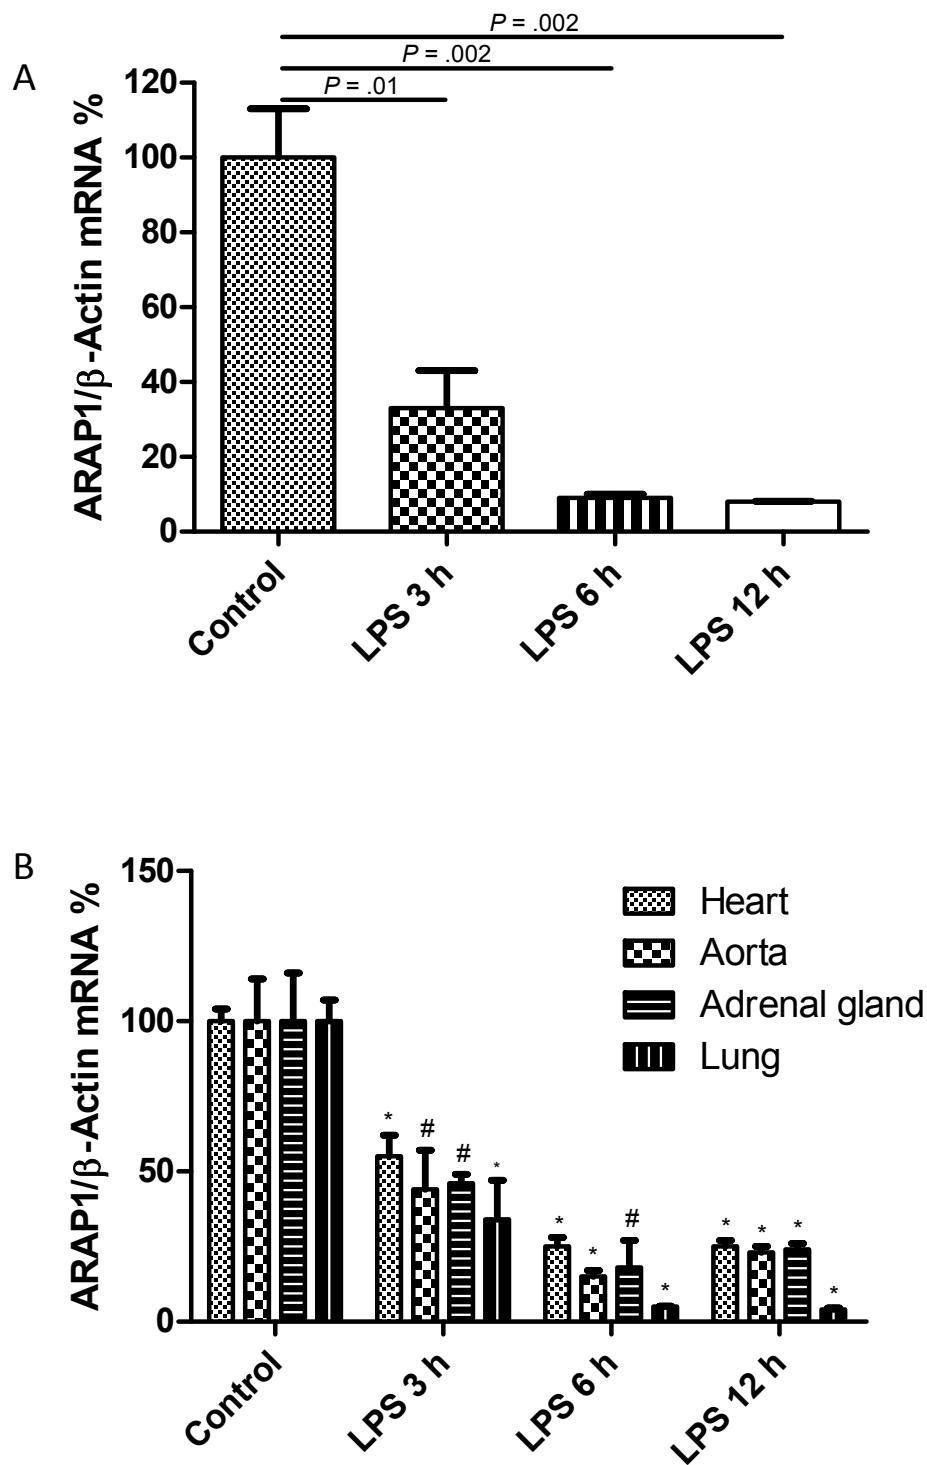 P = .002
P = .002
P = .01
A
ARAP1/β-Actin mRNA %
120
100
80
60
40
20
0
Control
LPS 3 h
LPS 6 h
LPS 12 h
B
ARAP1/β-Actin mRNA %
150
100
50
0
Heart
Aorta
Adrenal gland
Lung
* # # *
* * # *
* * * *
Control
LPS 3 h
LPS 6 h
LPS 12 h